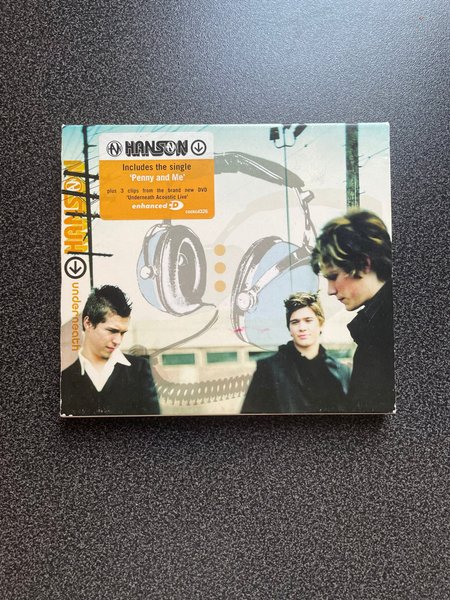 HANSON
Includes the single
'Penny and Me'
plus 3 clips from the brand new DVD
'Underneath Acoustic Live'
enhanced CD
cookcd326
HANSON
underneath